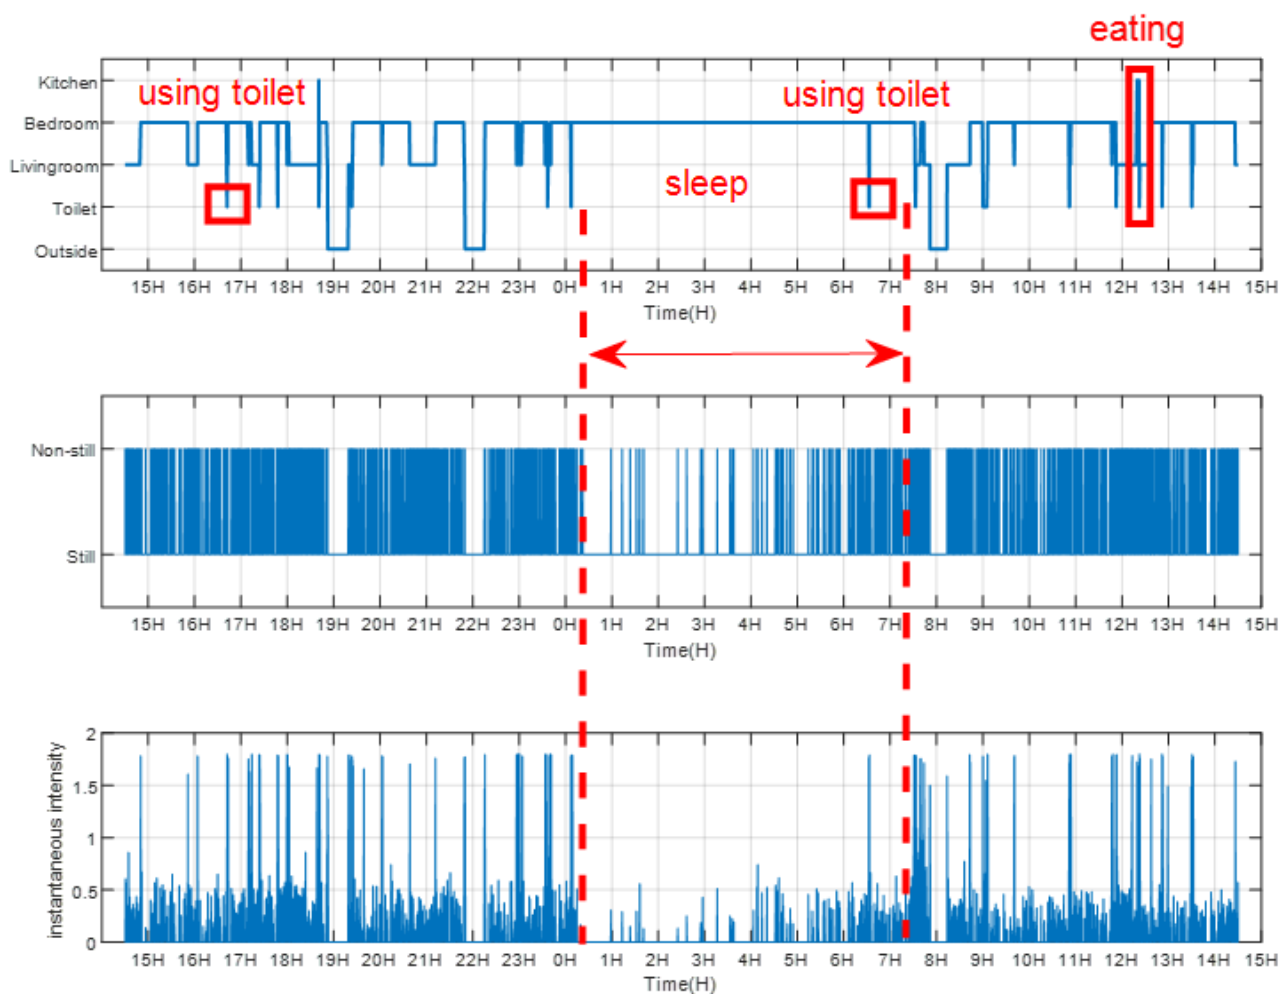 eating
using toilet
using toilet
sleep
Kitchen
Bedroom
Livingroom
Toilet
Outside
15H 16H 17H 18H 19H 20H 21H 22H 23H 0H 1H 2H 3H 4H 5H 6H 7H 8H 9H 10H 11H 12H 13H 14H 15H
Time(H)
Non-still
Still
15H 16H 17H 18H 19H 20H 21H 22H 23H 0H 1H 2H 3H 4H 5H 6H 7H 8H 9H 10H 11H 12H 13H 14H 15H
Time(H)
instantaneous intensity
2
1.5
1
0.5
0
15H 16H 17H 18H 19H 20H 21H 22H 23H 0H 1H 2H 3H 4H 5H 6H 7H 8H 9H 10H 11H 12H 13H 14H 15H
Time(H)